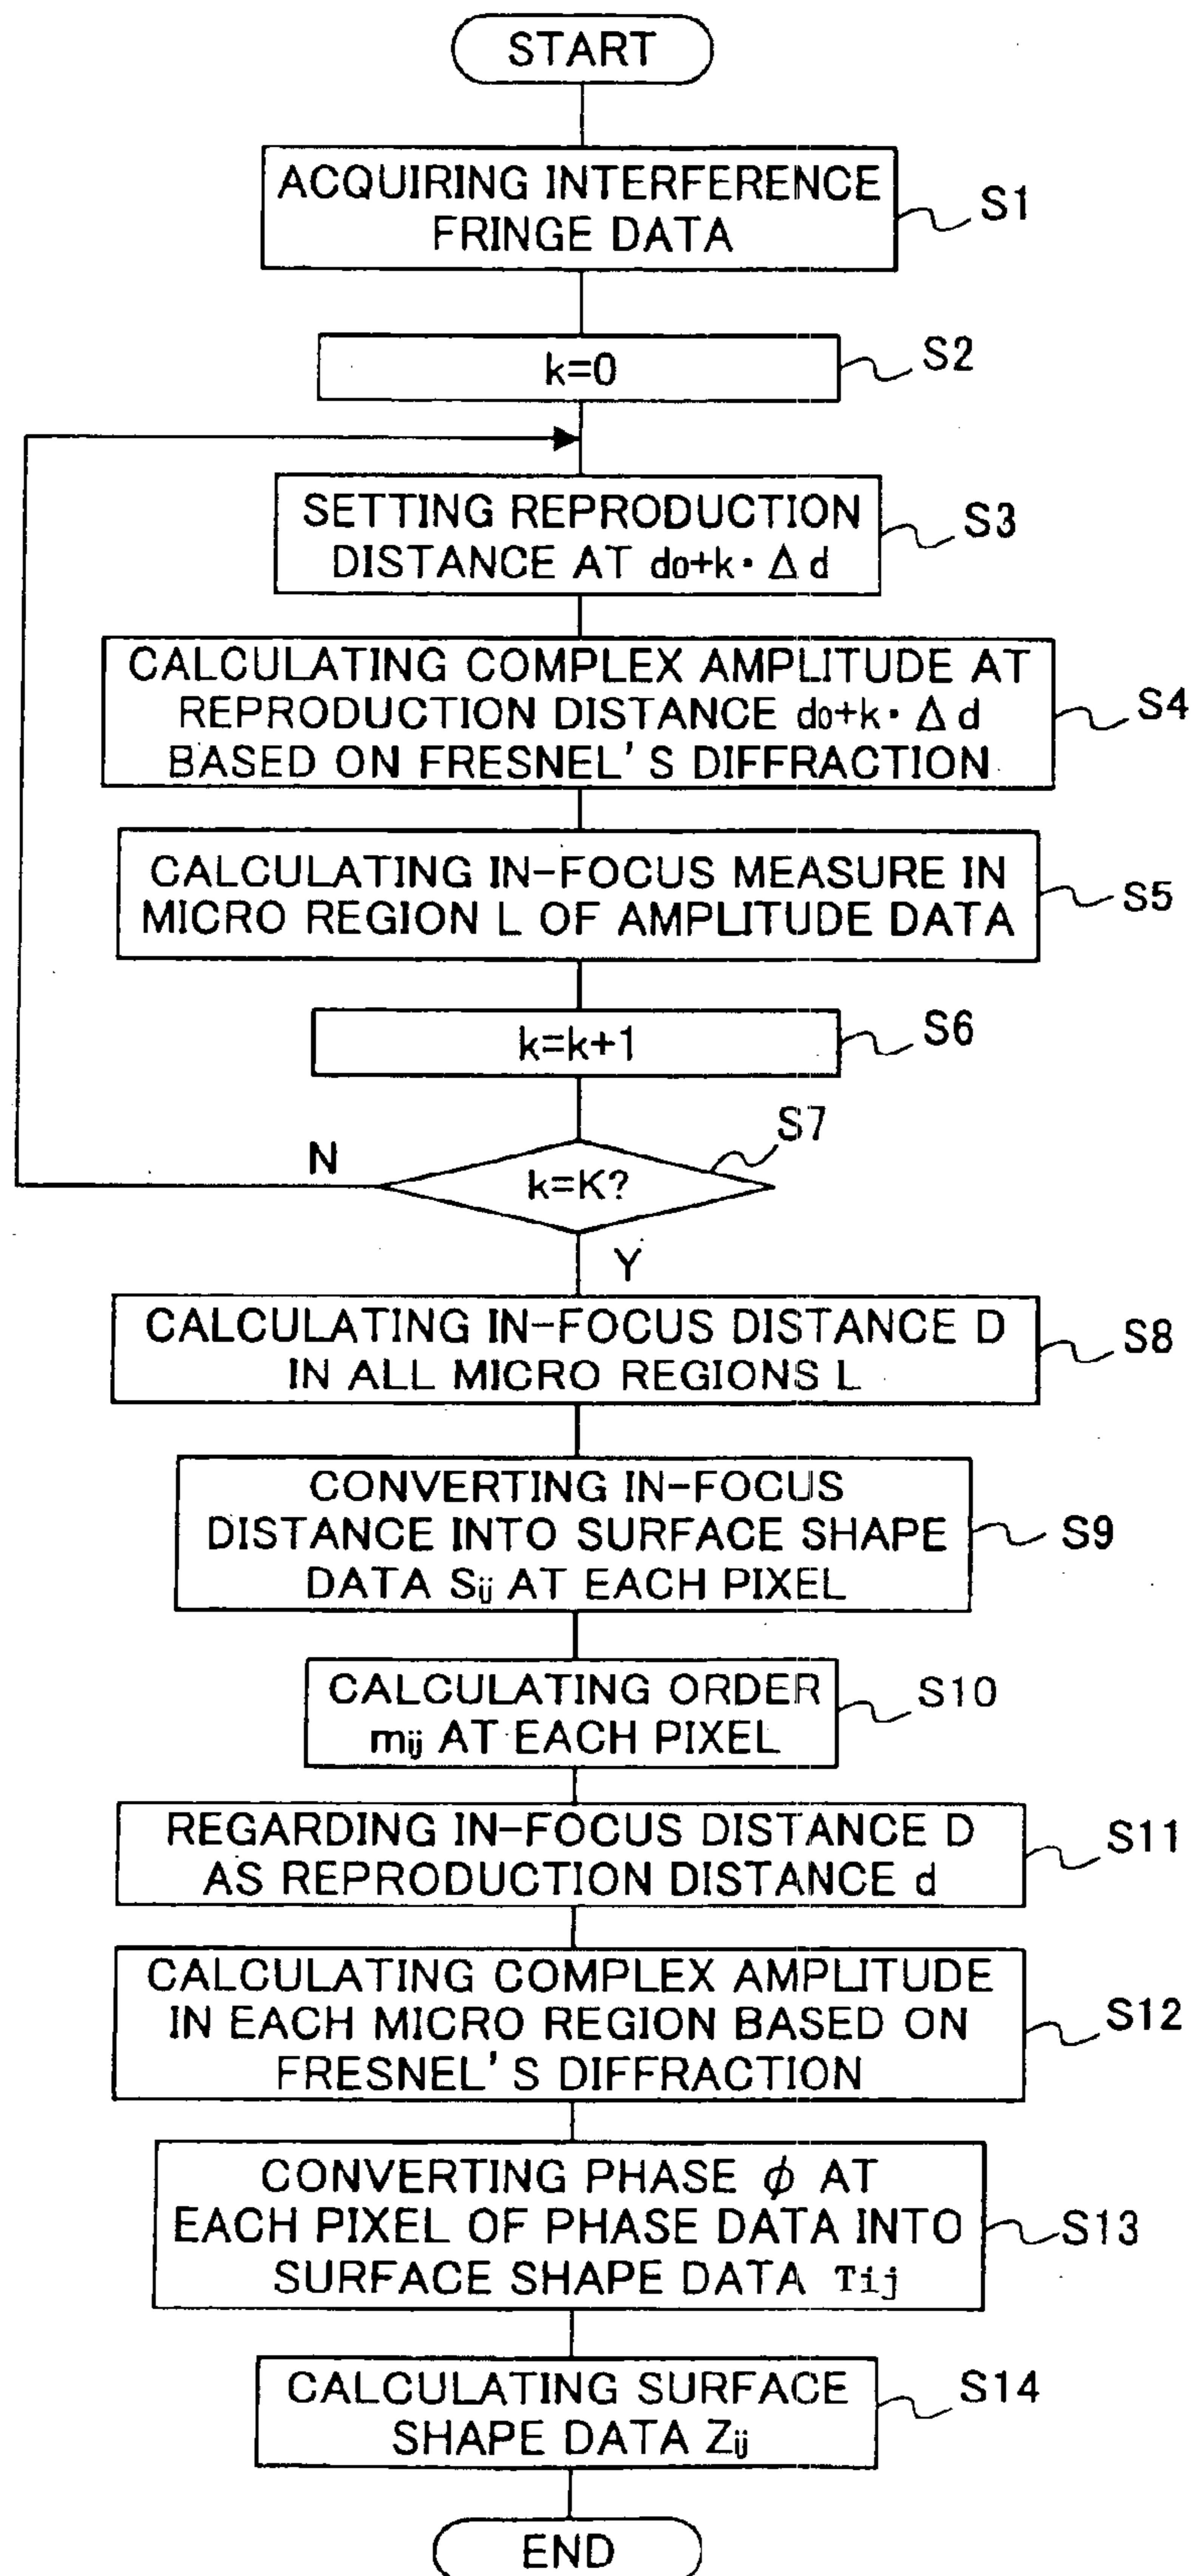 START
ACQUIRING INTERFERENCE
FRINGE DATA
S1
k=0
S2
SETTING REPRODUCTION
DISTANCE AT d0+k・Δd
S3
CALCULATING COMPLEX AMPLITUDE AT
REPRODUCTION DISTANCE d0+k・Δd
BASED ON FRESNEL'S DIFFRACTION
S4
CALCULATING IN-FOCUS MEASURE IN
MICRO REGION L OF AMPLITUDE DATA
S5
k=k+1
S6
S7
N
k=K?
Y
CALCULATING IN-FOCUS DISTANCE D
IN ALL MICRO REGIONS L
S8
CONVERTING IN-FOCUS
DISTANCE INTO SURFACE SHAPE
DATA Sij AT EACH PIXEL
S9
CALCULATING ORDER
mij AT EACH PIXEL
S10
REGARDING IN-FOCUS DISTANCE D
AS REPRODUCTION DISTANCE d
S11
CALCULATING COMPLEX AMPLITUDE
IN EACH MICRO REGION BASED ON
FRESNEL'S DIFFRACTION
S12
CONVERTING PHASE ϕ AT
EACH PIXEL OF PHASE DATA INTO
SURFACE SHAPE DATA Tij
S13
CALCULATING SURFACE
SHAPE DATA Zij
S14
END